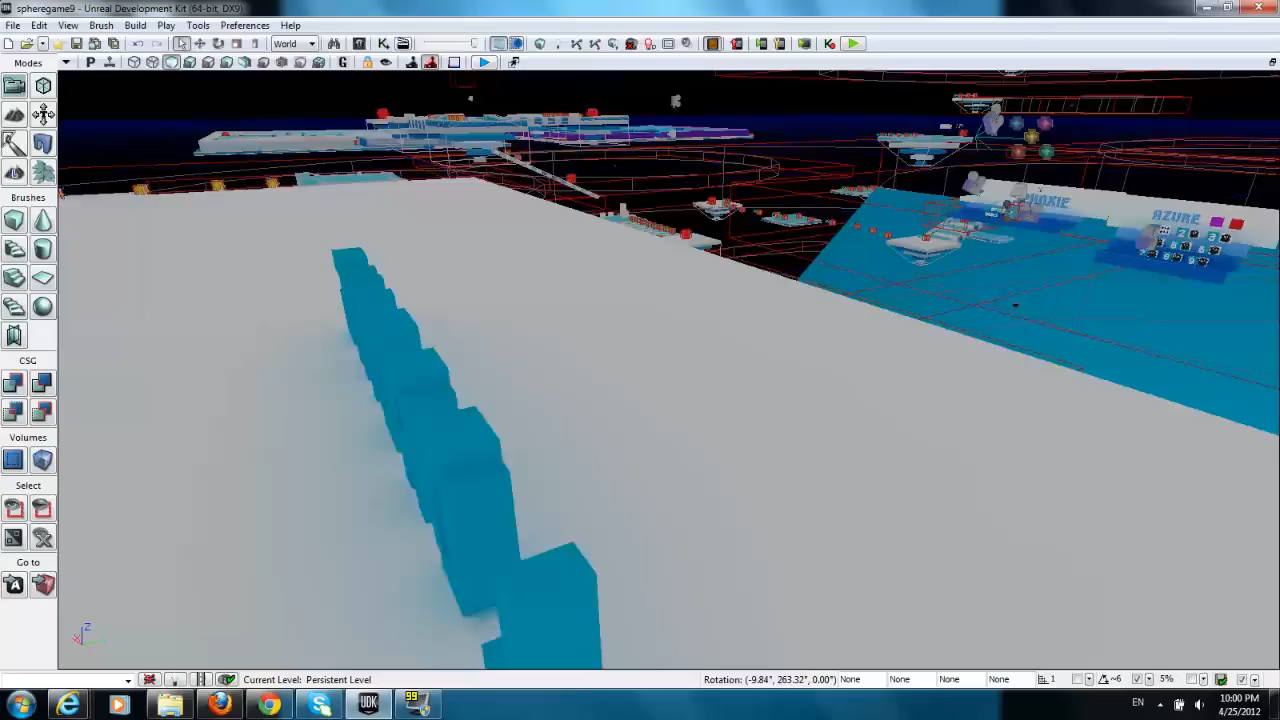 spheregame9 - Unreal Development Kit (64-bit, DX9)
File Edit View Brush Build Play Tools Preferences Help
World
Modes
P
G
Brushes
CSG
Volumes
Select
Go to
AZURE
Z
Current Level: Persistent Level
Rotation: (-9.84°, 263.32°, 0.00°)
None
None
None
None
1
~6
5%
UDK
99
EN
10:00 PM
4/25/2012